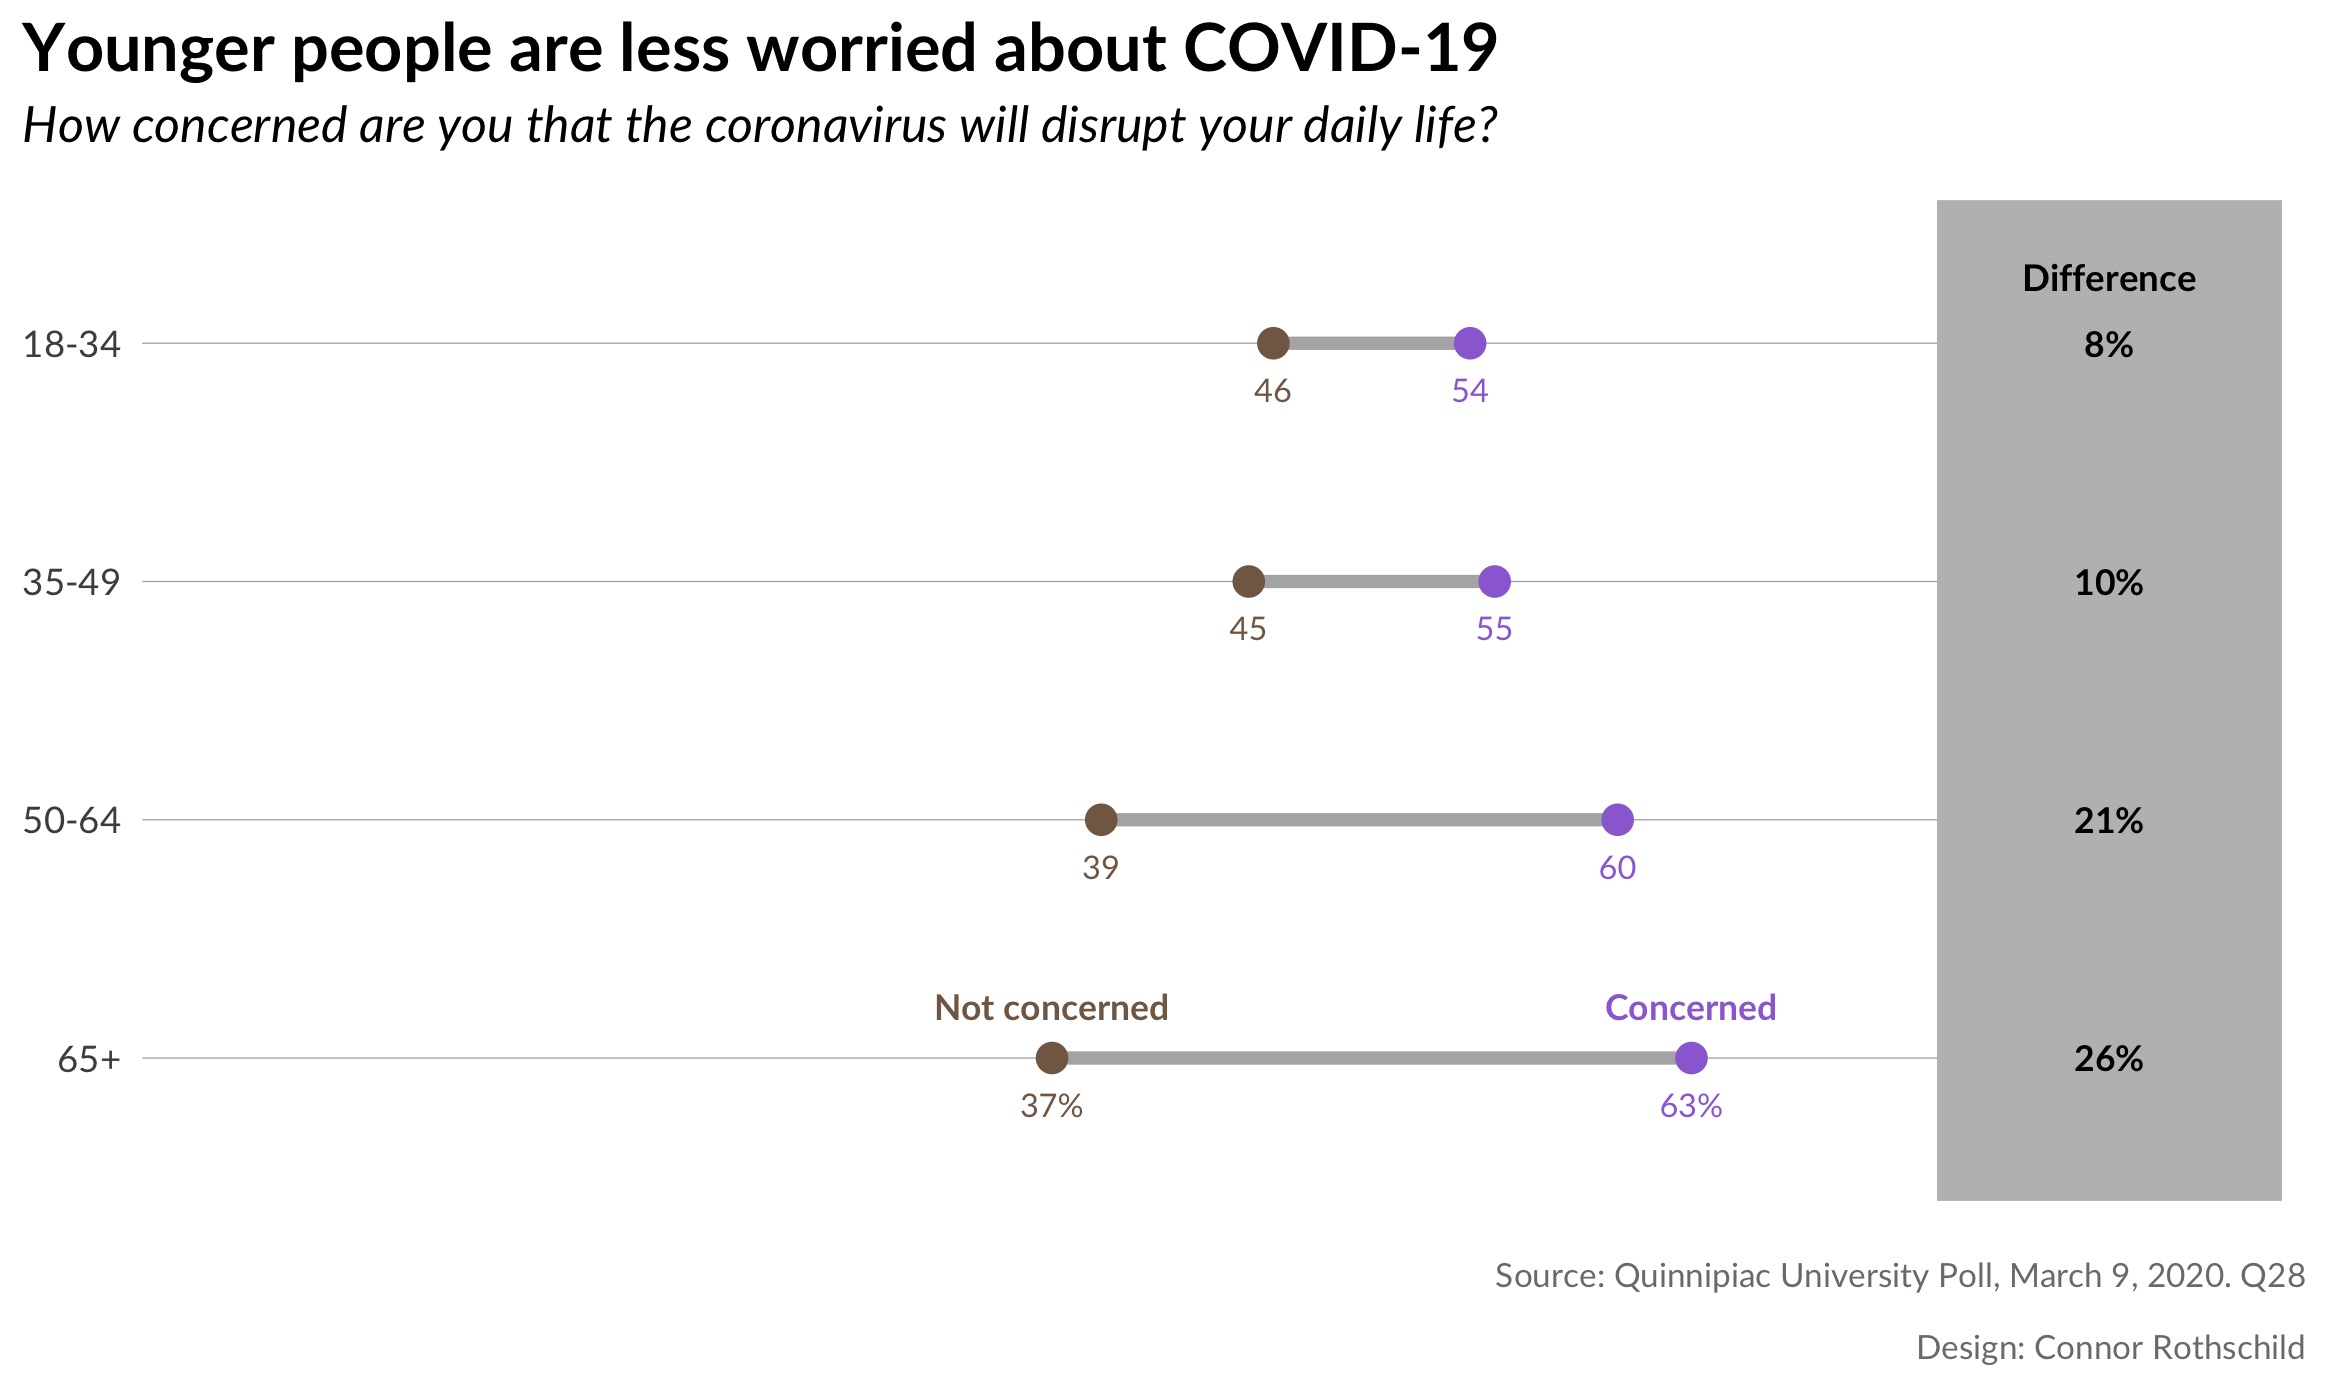 Younger people are less worried about COVID-19
How concerned are you that the coronavirus will disrupt your daily life?
Difference
18-34
8%
46
54
35-49
10%
45
55
50-64
21%
39
60
Not concerned
Concerned
65+
26%
37%
63%
Source: Quinnipiac University Poll, March 9, 2020. Q28
Design: Connor Rothschild